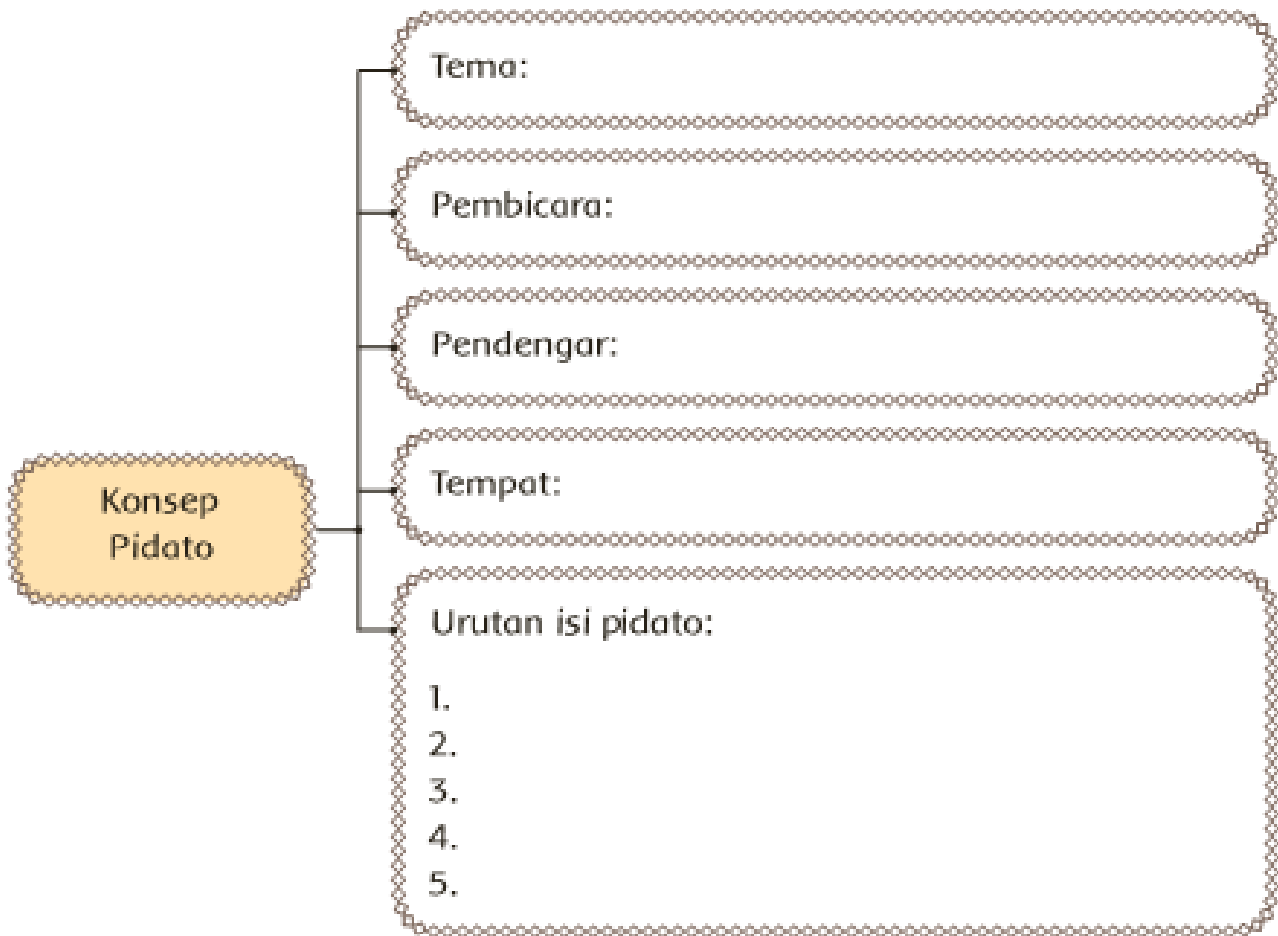 Tema:
Pembicara:
Pendengar:
Tempat:
Konsep
Pidato
Urutan isi pidato:
1.
2.
3.
4.
5.